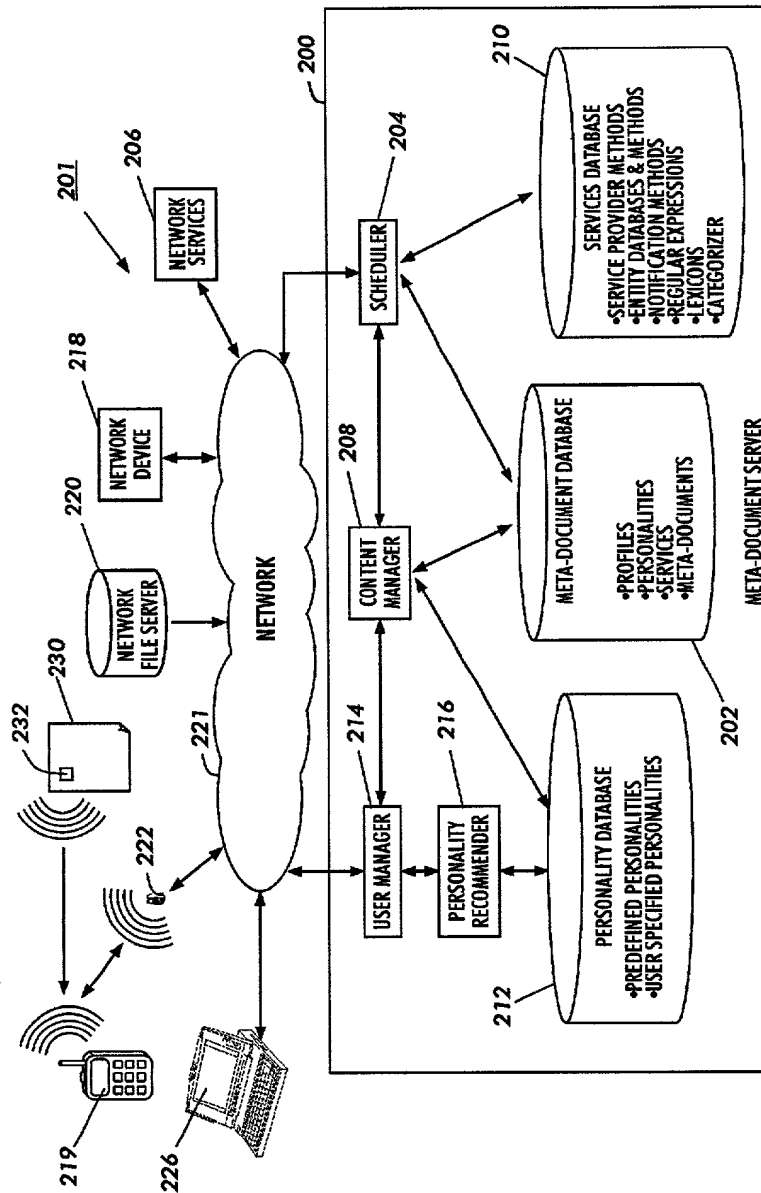 201
232
230
220
218
206
NETWORK
FILE SERVER
NETWORK
DEVICE
NETWORK
SERVICES
219
222
221
NETWORK
226
200
214
USER MANAGER
208
CONTENT
MANAGER
204
SCHEDULER
216
PERSONALITY
RECOMMENDER
212
PERSONALITY DATABASE
•PREDEFINED PERSONALITIES
•USER SPECIFIED PERSONALITIES
202
META-DOCUMENT DATABASE
•PROFILES
•PERSONALITIES
•SERVICES
•META-DOCUMENTS
210
SERVICES DATABASE
•SERVICE PROVIDER METHODS
•ENTITY DATABASES & METHODS
•NOTIFICATION METHODS
•REGULAR EXPRESSIONS
•LEXICONS
•CATEGORIZER
META-DOCUMENT SERVER